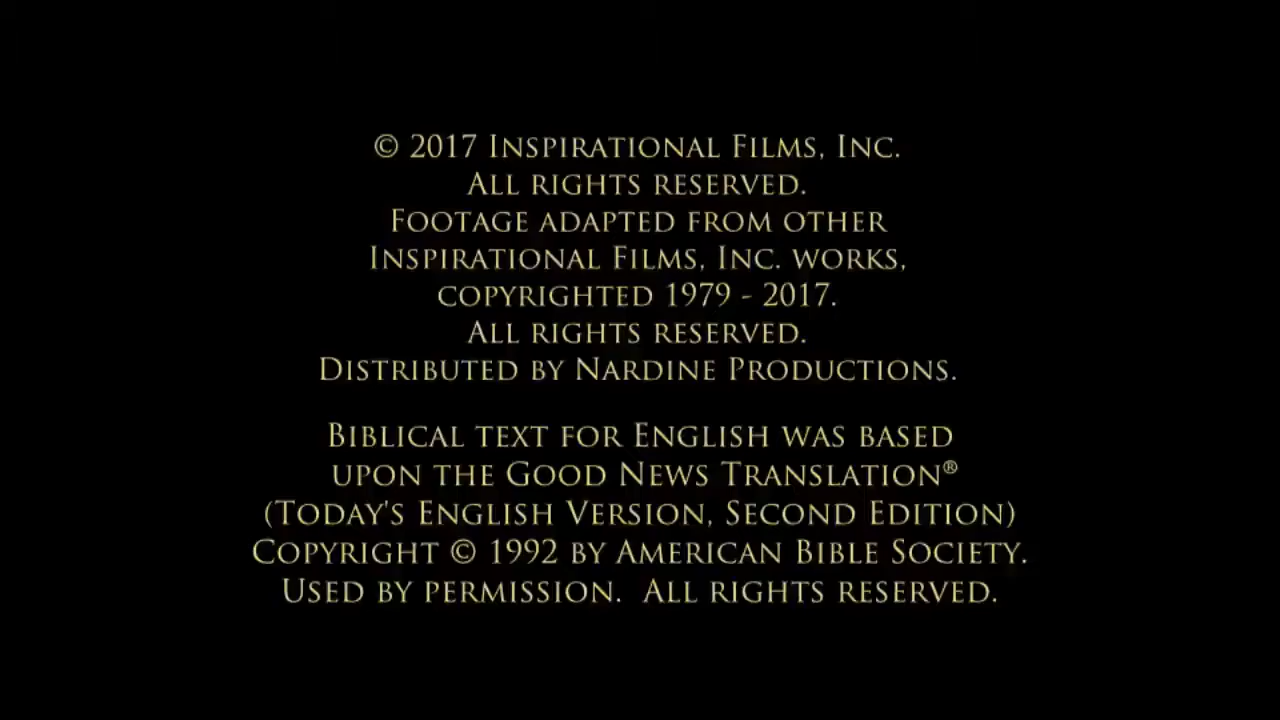 © 2017 Inspirational Films, Inc.
All rights reserved.
Footage adapted from other
Inspirational Films, Inc. works,
copyrighted 1979 - 2017.
All rights reserved.
Distributed by Nardine Productions.
Biblical text for English was based
upon the Good News Translation®
(Today's English Version, Second Edition)
Copyright © 1992 by American Bible Society.
Used by permission.  All rights reserved.